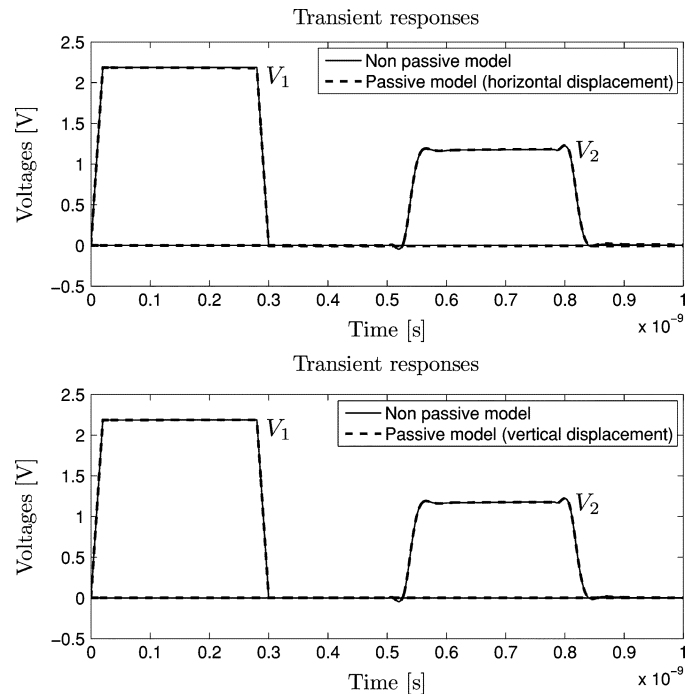 Transient responses
2.5
2
1.5
1
0.5
0
−0.5
Voltages [V]
V1
V2
Non passive model
Passive model (horizontal displacement)
0 0.1 0.2 0.3 0.4 0.5 0.6 0.7 0.8 0.9 1
x 10⁻⁹
Time [s]
Transient responses
2.5
2
1.5
1
0.5
0
−0.5
Voltages [V]
V1
V2
Non passive model
Passive model (vertical displacement)
0 0.1 0.2 0.3 0.4 0.5 0.6 0.7 0.8 0.9 1
x 10⁻⁹
Time [s]